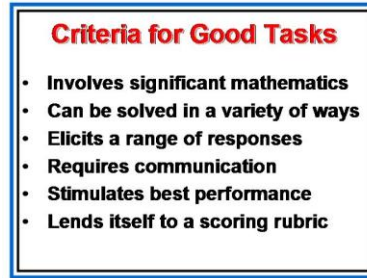 Criteria for Good Tasks
• Involves significant mathematics
• Can be solved in a variety of ways
• Elicits a range of responses
• Requires communication
• Stimulates best performance
• Lends itself to a scoring rubric